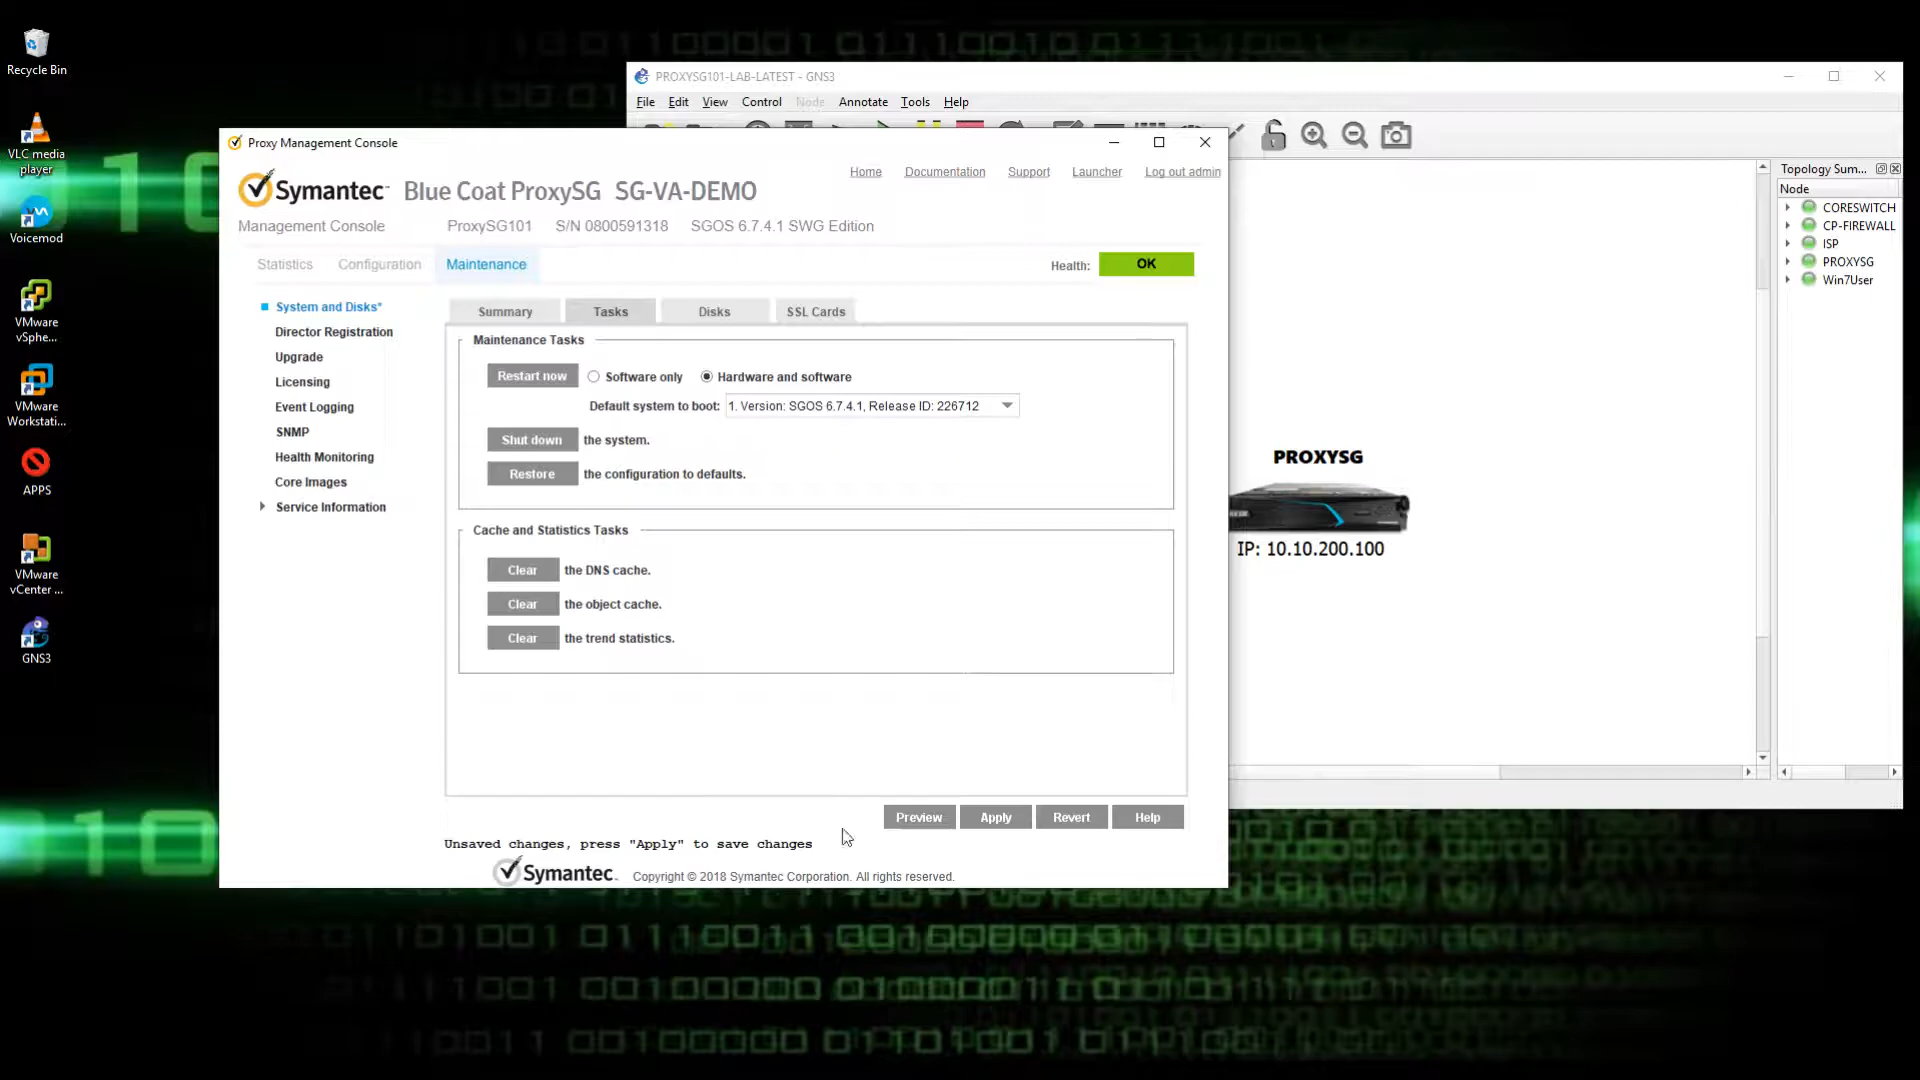 Recycle Bin
VLC media
player
Voicemod
VMware
vSphe...
VMware
Workstati...
APPS
VMware
vCenter ...
GNS3
PROXYSG101-LAB-LATEST - GNS3
File Edit View Control Node Annotate Tools Help
Topology Sum...
Node
CORESWITCH
CP-FIREWALL
ISP
PROXYSG
Win7User
PROXYSG
IP: 10.10.200.100
Proxy Management Console
Home Documentation Support Launcher Log out admin
Symantec Blue Coat ProxySG SG-VA-DEMO
Management Console ProxySG101 S/N 0800591318 SGOS 6.7.4.1 SWG Edition
Statistics Configuration Maintenance Health: OK
System and Disks*
Director Registration
Upgrade
Licensing
Event Logging
SNMP
Health Monitoring
Core Images
Service Information
Summary Tasks Disks SSL Cards
Maintenance Tasks
Restart now Software only Hardware and software
Default system to boot: 1. Version: SGOS 6.7.4.1, Release ID: 226712
Shut down the system.
Restore the configuration to defaults.
Cache and Statistics Tasks
Clear the DNS cache.
Clear the object cache.
Clear the trend statistics.
Preview Apply Revert Help
Unsaved changes, press "Apply" to save changes
Symantec. Copyright © 2018 Symantec Corporation. All rights reserved.